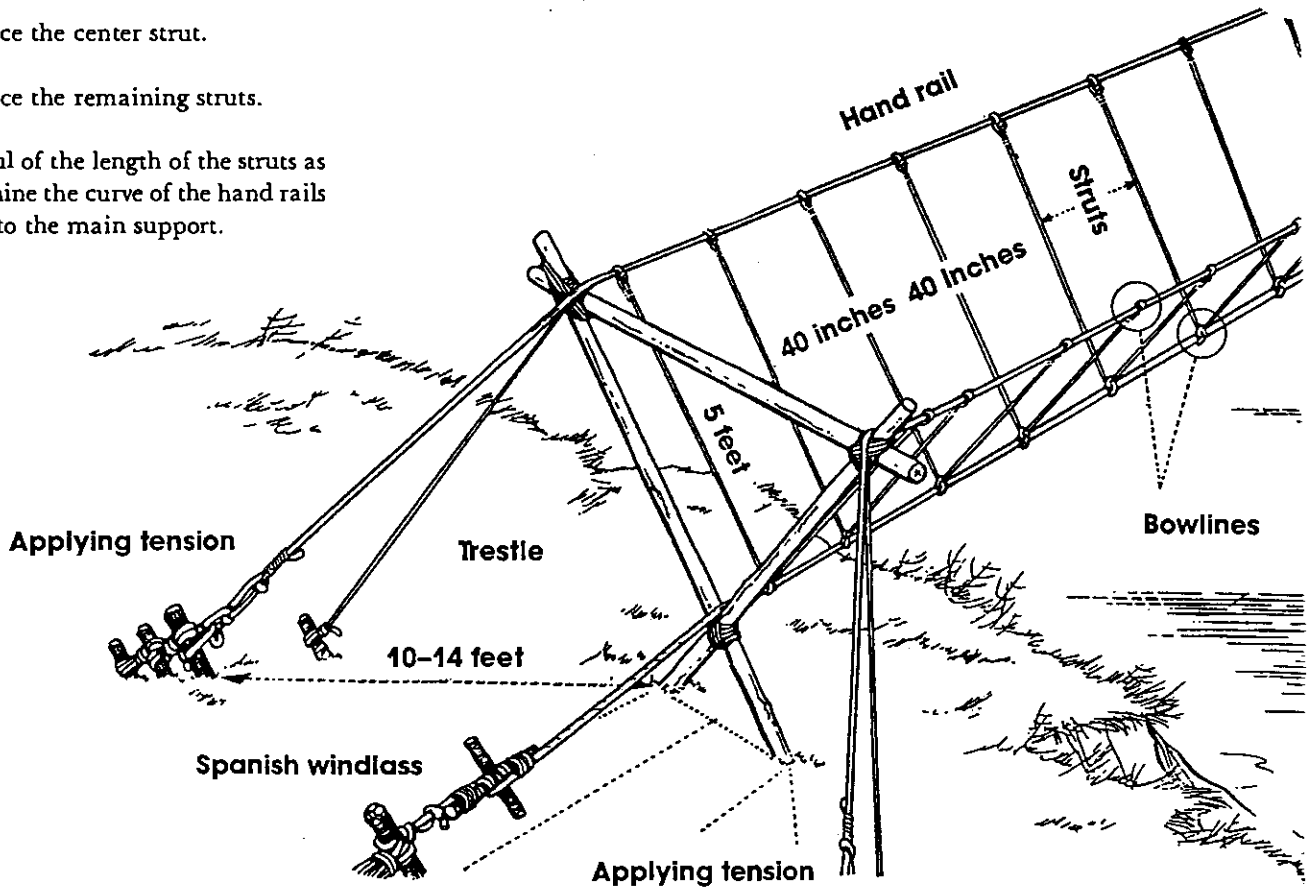 ce the center strut.
ce the remaining struts.
ul of the length of the struts as
nine the curve of the hand rails
to the main support.
Hand rail
Struts
40 inches 40 Inches
5 feet
Bowlines
Applying tension
Trestle
10–14 feet
Spanish windlass
Applying tension